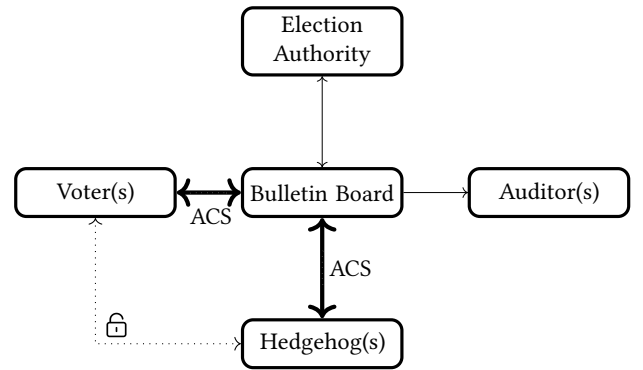 Election
Authority
Voter(s)
ACS
Bulletin Board
Auditor(s)
ACS
Hedgehog(s)